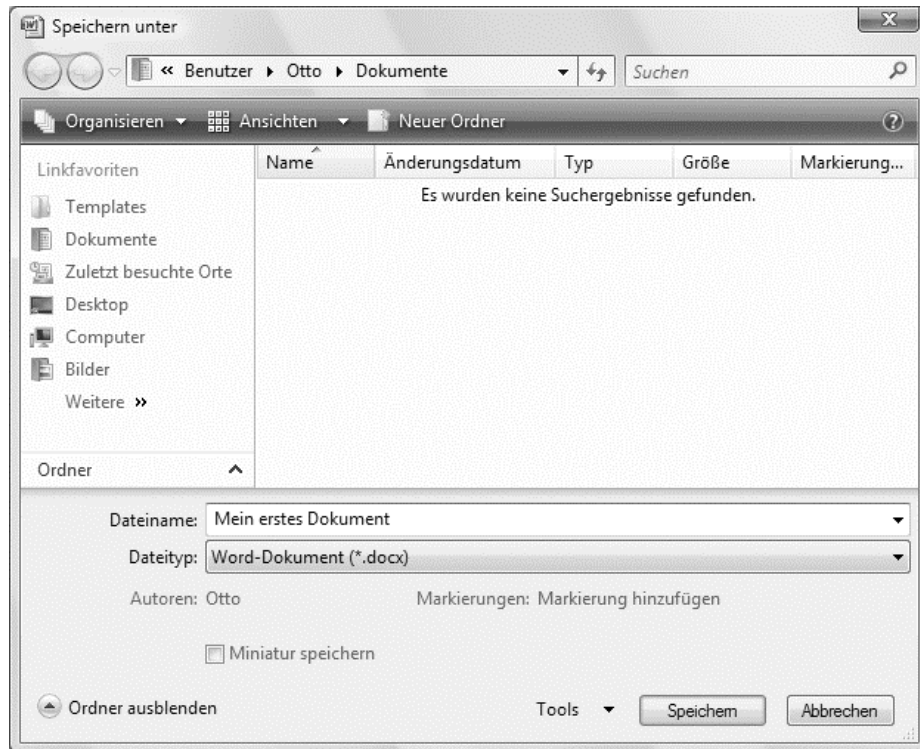 Speichern unter
« Benutzer ▸ Otto ▸ Dokumente
Suchen
Organisieren Ansichten Neuer Ordner
Linkfavoriten
Templates
Dokumente
Zuletzt besuchte Orte
Desktop
Computer
Bilder
Weitere »
Ordner
Name Änderungsdatum Typ Größe Markierung...
Es wurden keine Suchergebnisse gefunden.
Dateiname: Mein erstes Dokument
Dateityp: Word-Dokument (*.docx)
Autoren: Otto Markierungen: Markierung hinzufügen
Miniatur speichern
Ordner ausblenden Tools Speichern Abbrechen